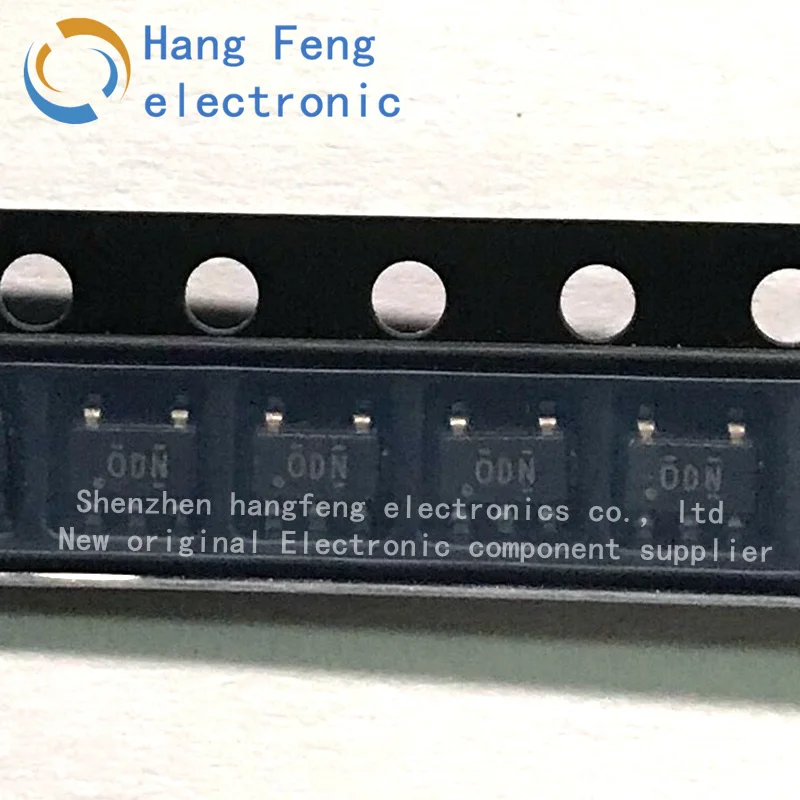 Hang Feng
electronic
ODN ODN ODN ODN
Shenzhen hangfeng electronics co., ltd
New original Electronic component supplier